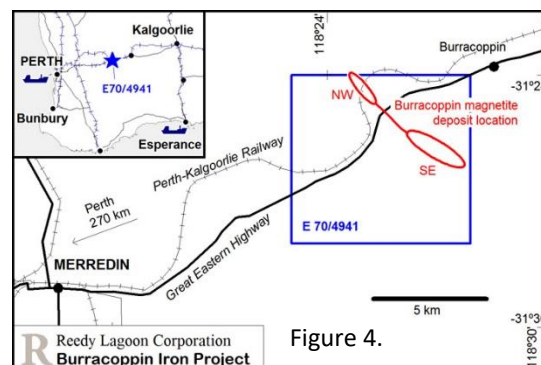 Kalgoorlie
PERTH
E70/4941
Bunbury
Esperance
118°24'
Burracoppin
-31°2
NW
Burracoppin magnetite
deposit location
SE
Perth-Kalgoorlie Railway
Perth
270 km
Great Eastern Highway
E 70/4941
MERREDIN
5 km
-31°3
118°30'
R Reedy Lagoon Corporation
Burracoppin Iron Project
Figure 4.